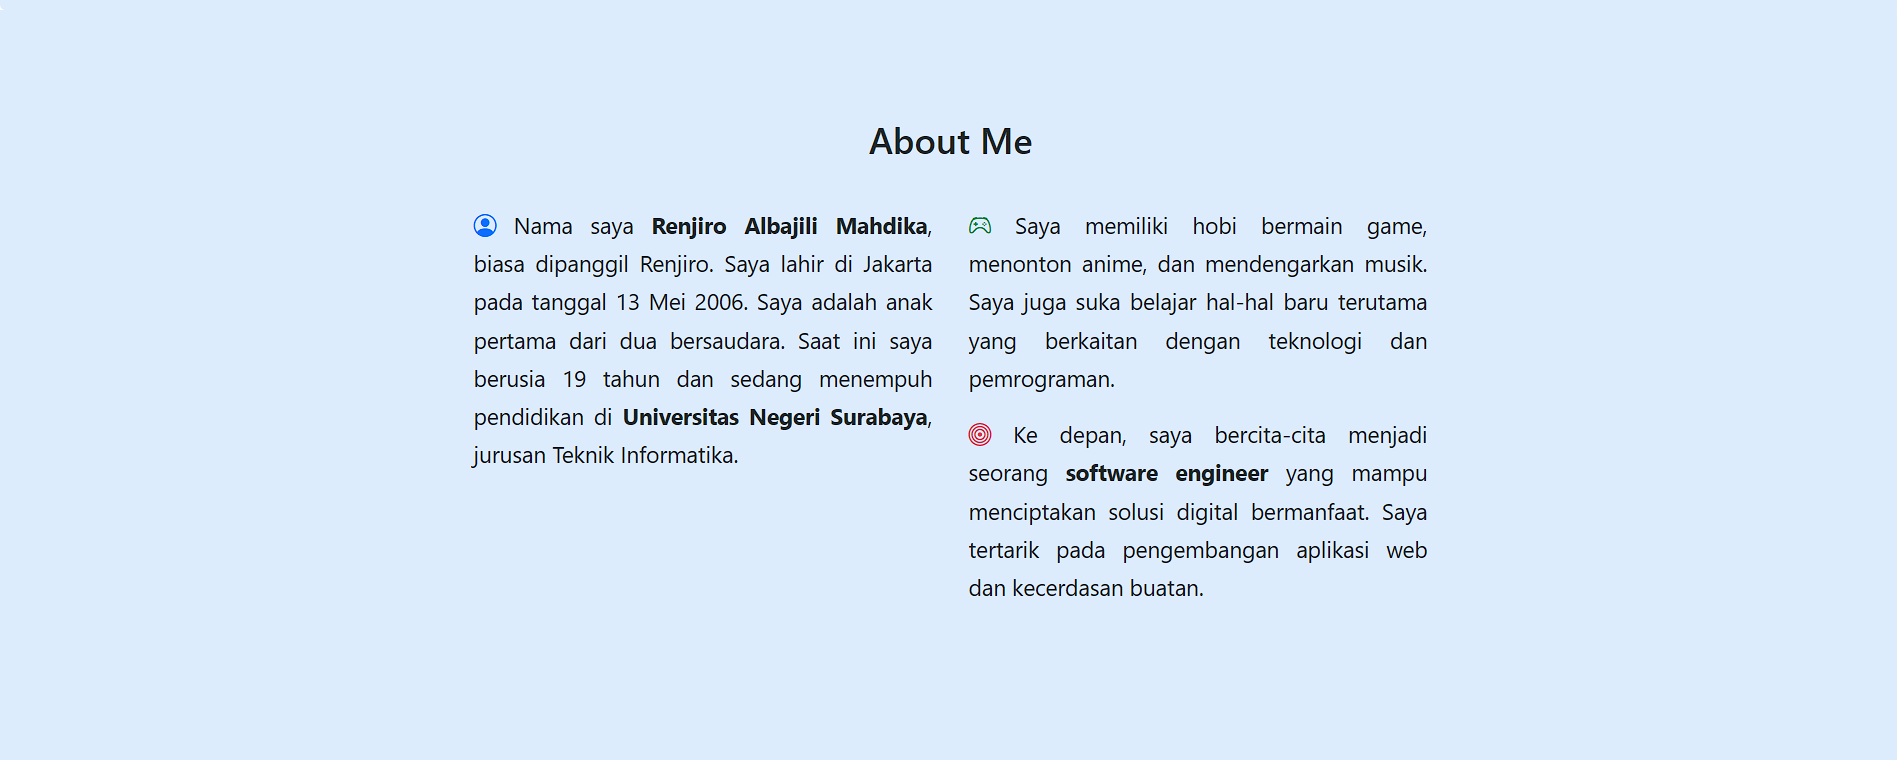 About Me
Nama saya Renjiro Albajili Mahdika,
biasa dipanggil Renjiro. Saya lahir di Jakarta
pada tanggal 13 Mei 2006. Saya adalah anak
pertama dari dua bersaudara. Saat ini saya
berusia 19 tahun dan sedang menempuh
pendidikan di Universitas Negeri Surabaya,
jurusan Teknik Informatika.
Saya memiliki hobi bermain game,
menonton anime, dan mendengarkan musik.
Saya juga suka belajar hal-hal baru terutama
yang berkaitan dengan teknologi dan
pemrograman.
Ke depan, saya bercita-cita menjadi
seorang software engineer yang mampu
menciptakan solusi digital bermanfaat. Saya
tertarik pada pengembangan aplikasi web
dan kecerdasan buatan.